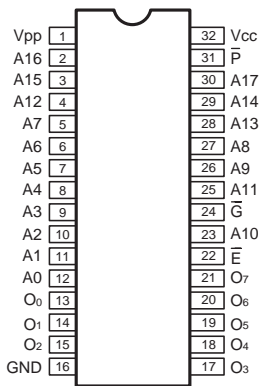 Vpp 1 32 Vcc
A16 2 31 P̅
A15 3 30 A17
A12 4 29 A14
A7 5 28 A13
A6 6 27 A8
A5 7 26 A9
A4 8 25 A11
A3 9 24 G̅
A2 10 23 A10
A1 11 22 E̅
A0 12 21 O7
O0 13 20 O6
O1 14 19 O5
O2 15 18 O4
GND 16 17 O3